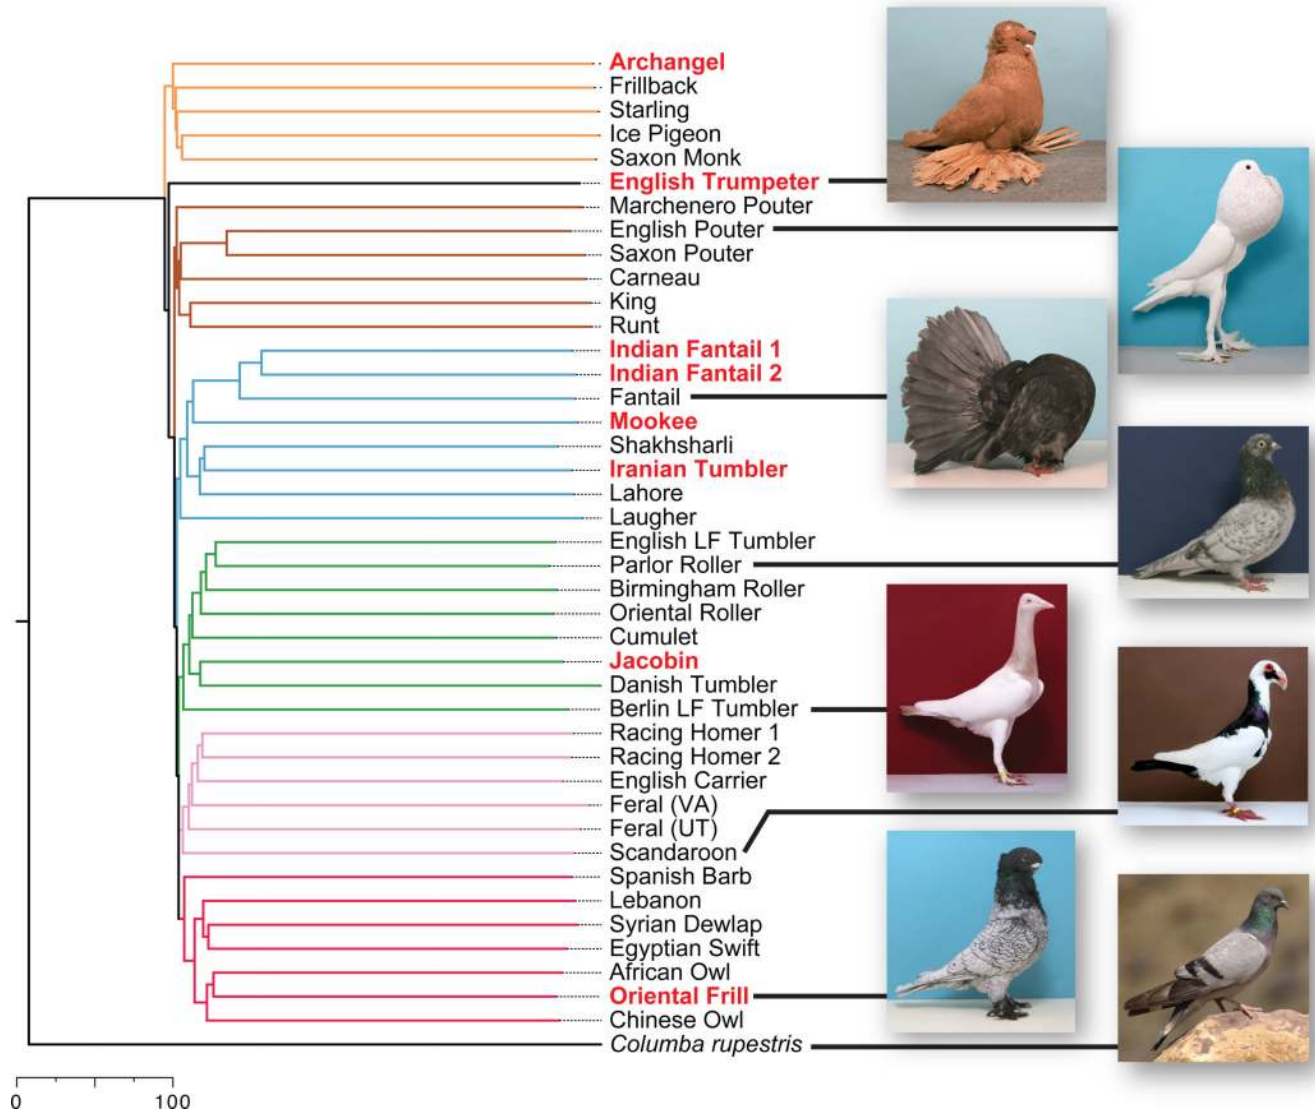 Archangel
Frillback
Starling
Ice Pigeon
Saxon Monk
English Trumpeter
Marchenero Pouter
English Pouter
Saxon Pouter
Carneau
King
Runt
Indian Fantail 1
Indian Fantail 2
Fantail
Mookee
Shakhsharli
Iranian Tumbler
Lahore
Laugher
English LF Tumbler
Parlor Roller
Birmingham Roller
Oriental Roller
Cumulet
Jacobin
Danish Tumbler
Berlin LF Tumbler
Racing Homer 1
Racing Homer 2
English Carrier
Feral (VA)
Feral (UT)
Scandaroon
Spanish Barb
Lebanon
Syrian Dewlap
Egyptian Swift
African Owl
Oriental Frill
Chinese Owl
Columba rupestris
0 100